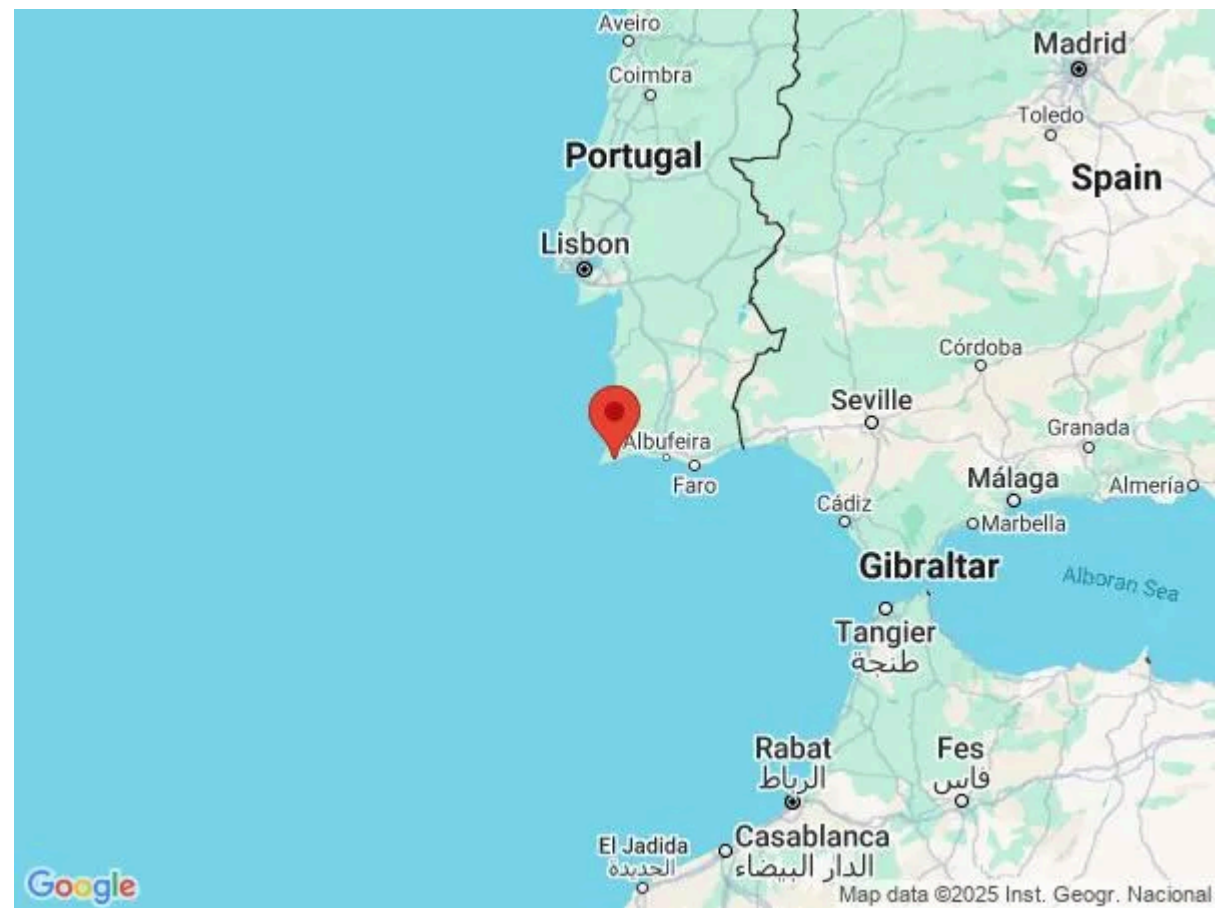 Aveiro
Madrid
Coimbra
Toledo
Portugal
Spain
Lisbon
Córdoba
Seville
Albufeira
Granada
Faro
Málaga
Almería
Cádiz
Marbella
Gibraltar
Alboran Sea
Tangier
طنجة
Rabat
الرباط
Fes
فاس
El Jadida
الجديدة
Casablanca
الدار البيضاء
Google
Map data ©2025 Inst. Geogr. Nacional